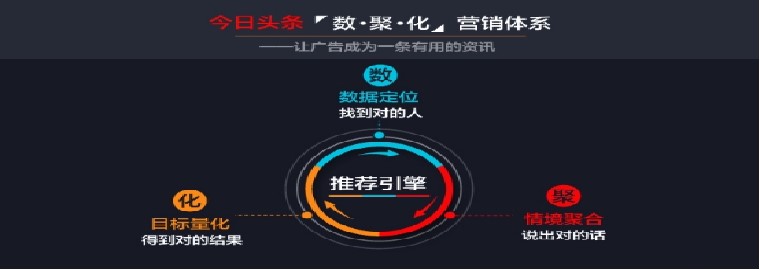 今日头条「数·聚·化」营销体系
——让广告成为一条有用的资讯
数
数据定位
找到对的人
推荐引擎
化
目标量化
得到对的结果
聚
情境聚合
说出对的话